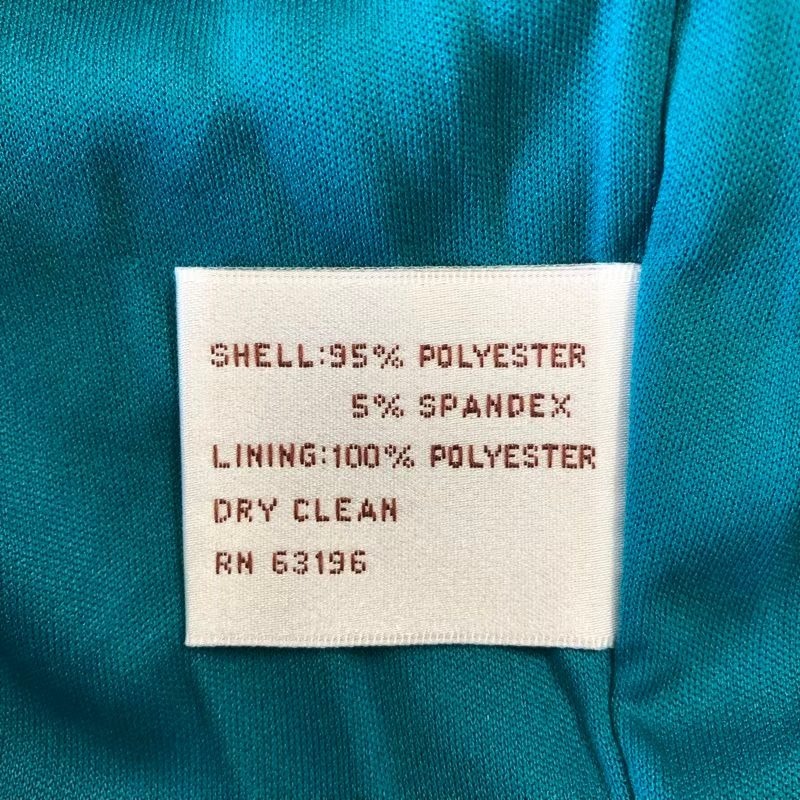 SHELL:95% POLYESTER
5% SPANDEX
LINING:100% POLYESTER
DRY CLEAN
RN 63196